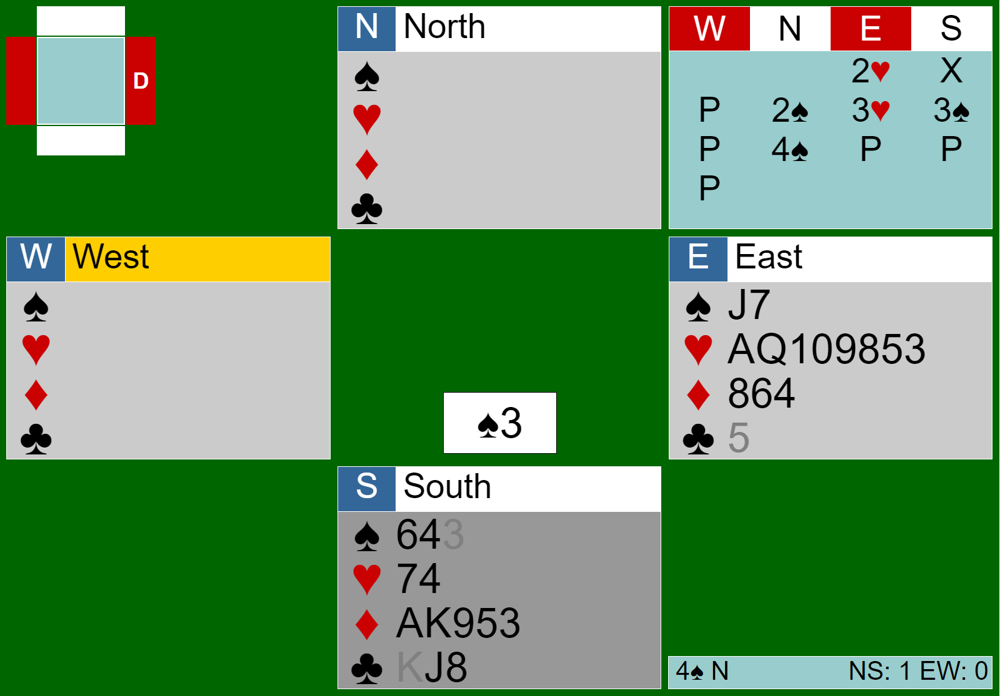 N North
W N E S
2♥ X
P 2♠ 3♥ 3♠
P 4♠ P P
P
D
♠
♥
♦
♣
W West
♠
♥
♦
♣
E East
♠ J7
♥ AQ109853
♦ 864
♣ 5
♠3
S South
♠ 643
♥ 74
♦ AK953
♣ KJ8
4♠ N NS: 1 EW: 0